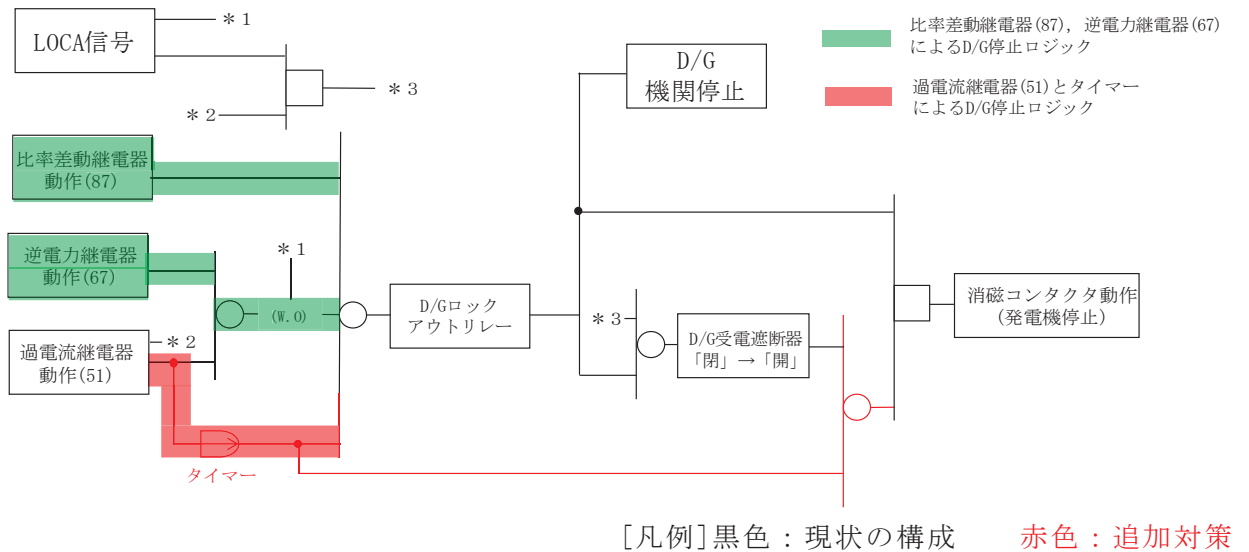 LOCA信号
＊1
＊2
＊3
比率差動継電器
動作(87)
逆電力継電器
動作(67)
過電流継電器
動作(51)
＊2
＊1
(W.O)
タイマー
D/Gロック
アウトリレー
D/G
機関停止
＊3
D/G受電遮断器
「閉」→「開」
消磁コンタクタ動作
(発電機停止)
比率差動継電器(87)，逆電力継電器(67)
によるD/G停止ロジック
過電流継電器(51)とタイマー
によるD/G停止ロジック
[凡例]黒色：現状の構成　赤色：追加対策